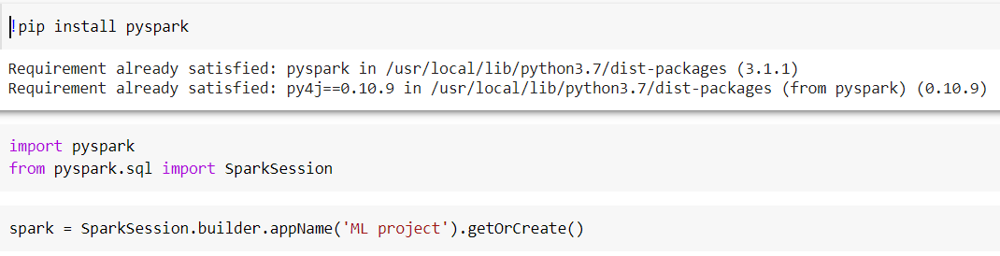 !pip install pyspark
Requirement already satisfied: pyspark in /usr/local/lib/python3.7/dist-packages (3.1.1)
Requirement already satisfied: py4j==0.10.9 in /usr/local/lib/python3.7/dist-packages (from pyspark) (0.10.9)
import pyspark
from pyspark.sql import SparkSession
spark = SparkSession.builder.appName('ML project').getOrCreate()